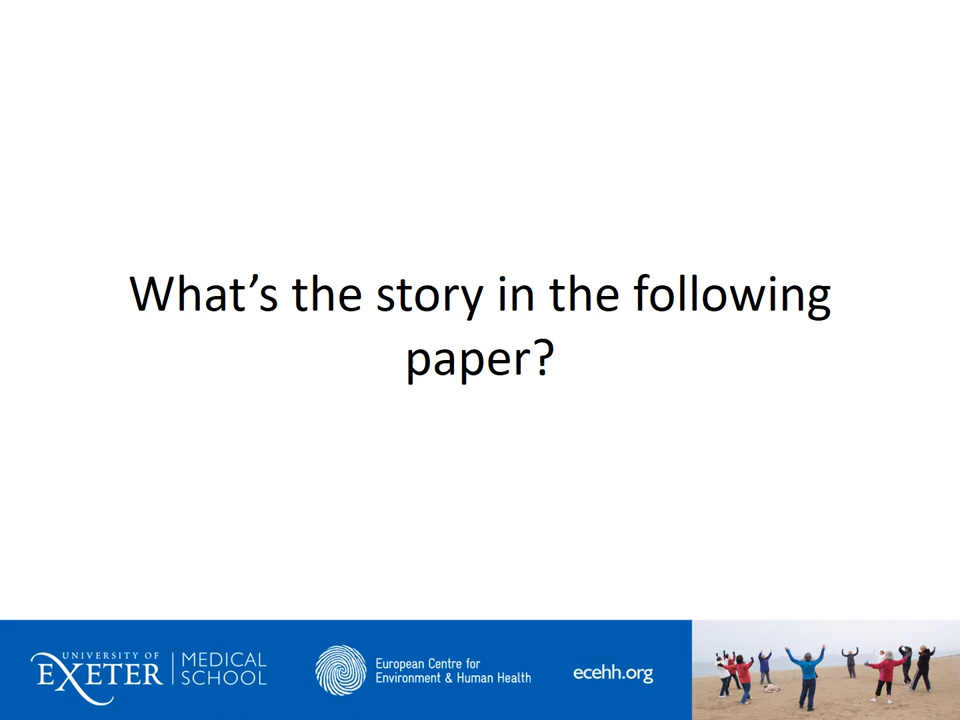 What's the story in the following
paper?
UNIVERSITY OF
EXETER
MEDICAL
SCHOOL
European Centre for
Environment & Human Health
ecehh.org